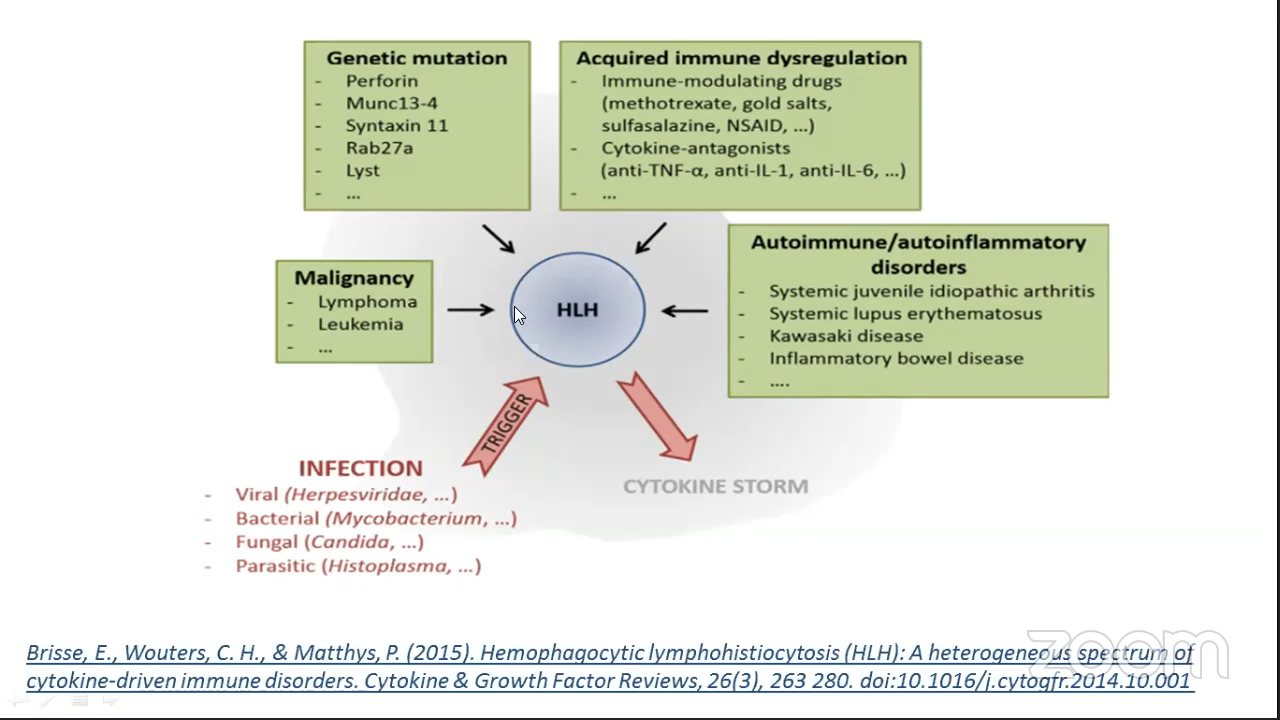 Genetic mutation
- Perforin
- Munc13-4
- Syntaxin 11
- Rab27a
- Lyst
- ...
Acquired immune dysregulation
- Immune-modulating drugs
(methotrexate, gold salts,
sulfasalazine, NSAID, ...)
- Cytokine-antagonists
(anti-TNF-α, anti-IL-1, anti-IL-6, ...)
- ...
Malignancy
- Lymphoma
- Leukemia
- ...
HLH
Autoimmune/autoinflammatory
disorders
- Systemic juvenile idiopathic arthritis
- Systemic lupus erythematosus
- Kawasaki disease
- Inflammatory bowel disease
- ....
TRIGGER
INFECTION
- Viral (Herpesviridae, ...)
- Bacterial (Mycobacterium, ...)
- Fungal (Candida, ...)
- Parasitic (Histoplasma, ...)
CYTOKINE STORM
Brisse, E., Wouters, C. H., & Matthys, P. (2015). Hemophagocytic lymphohistiocytosis (HLH): A heterogeneous spectrum of
cytokine-driven immune disorders. Cytokine & Growth Factor Reviews, 26(3), 263 280. doi:10.1016/j.cytogfr.2014.10.001
zoom